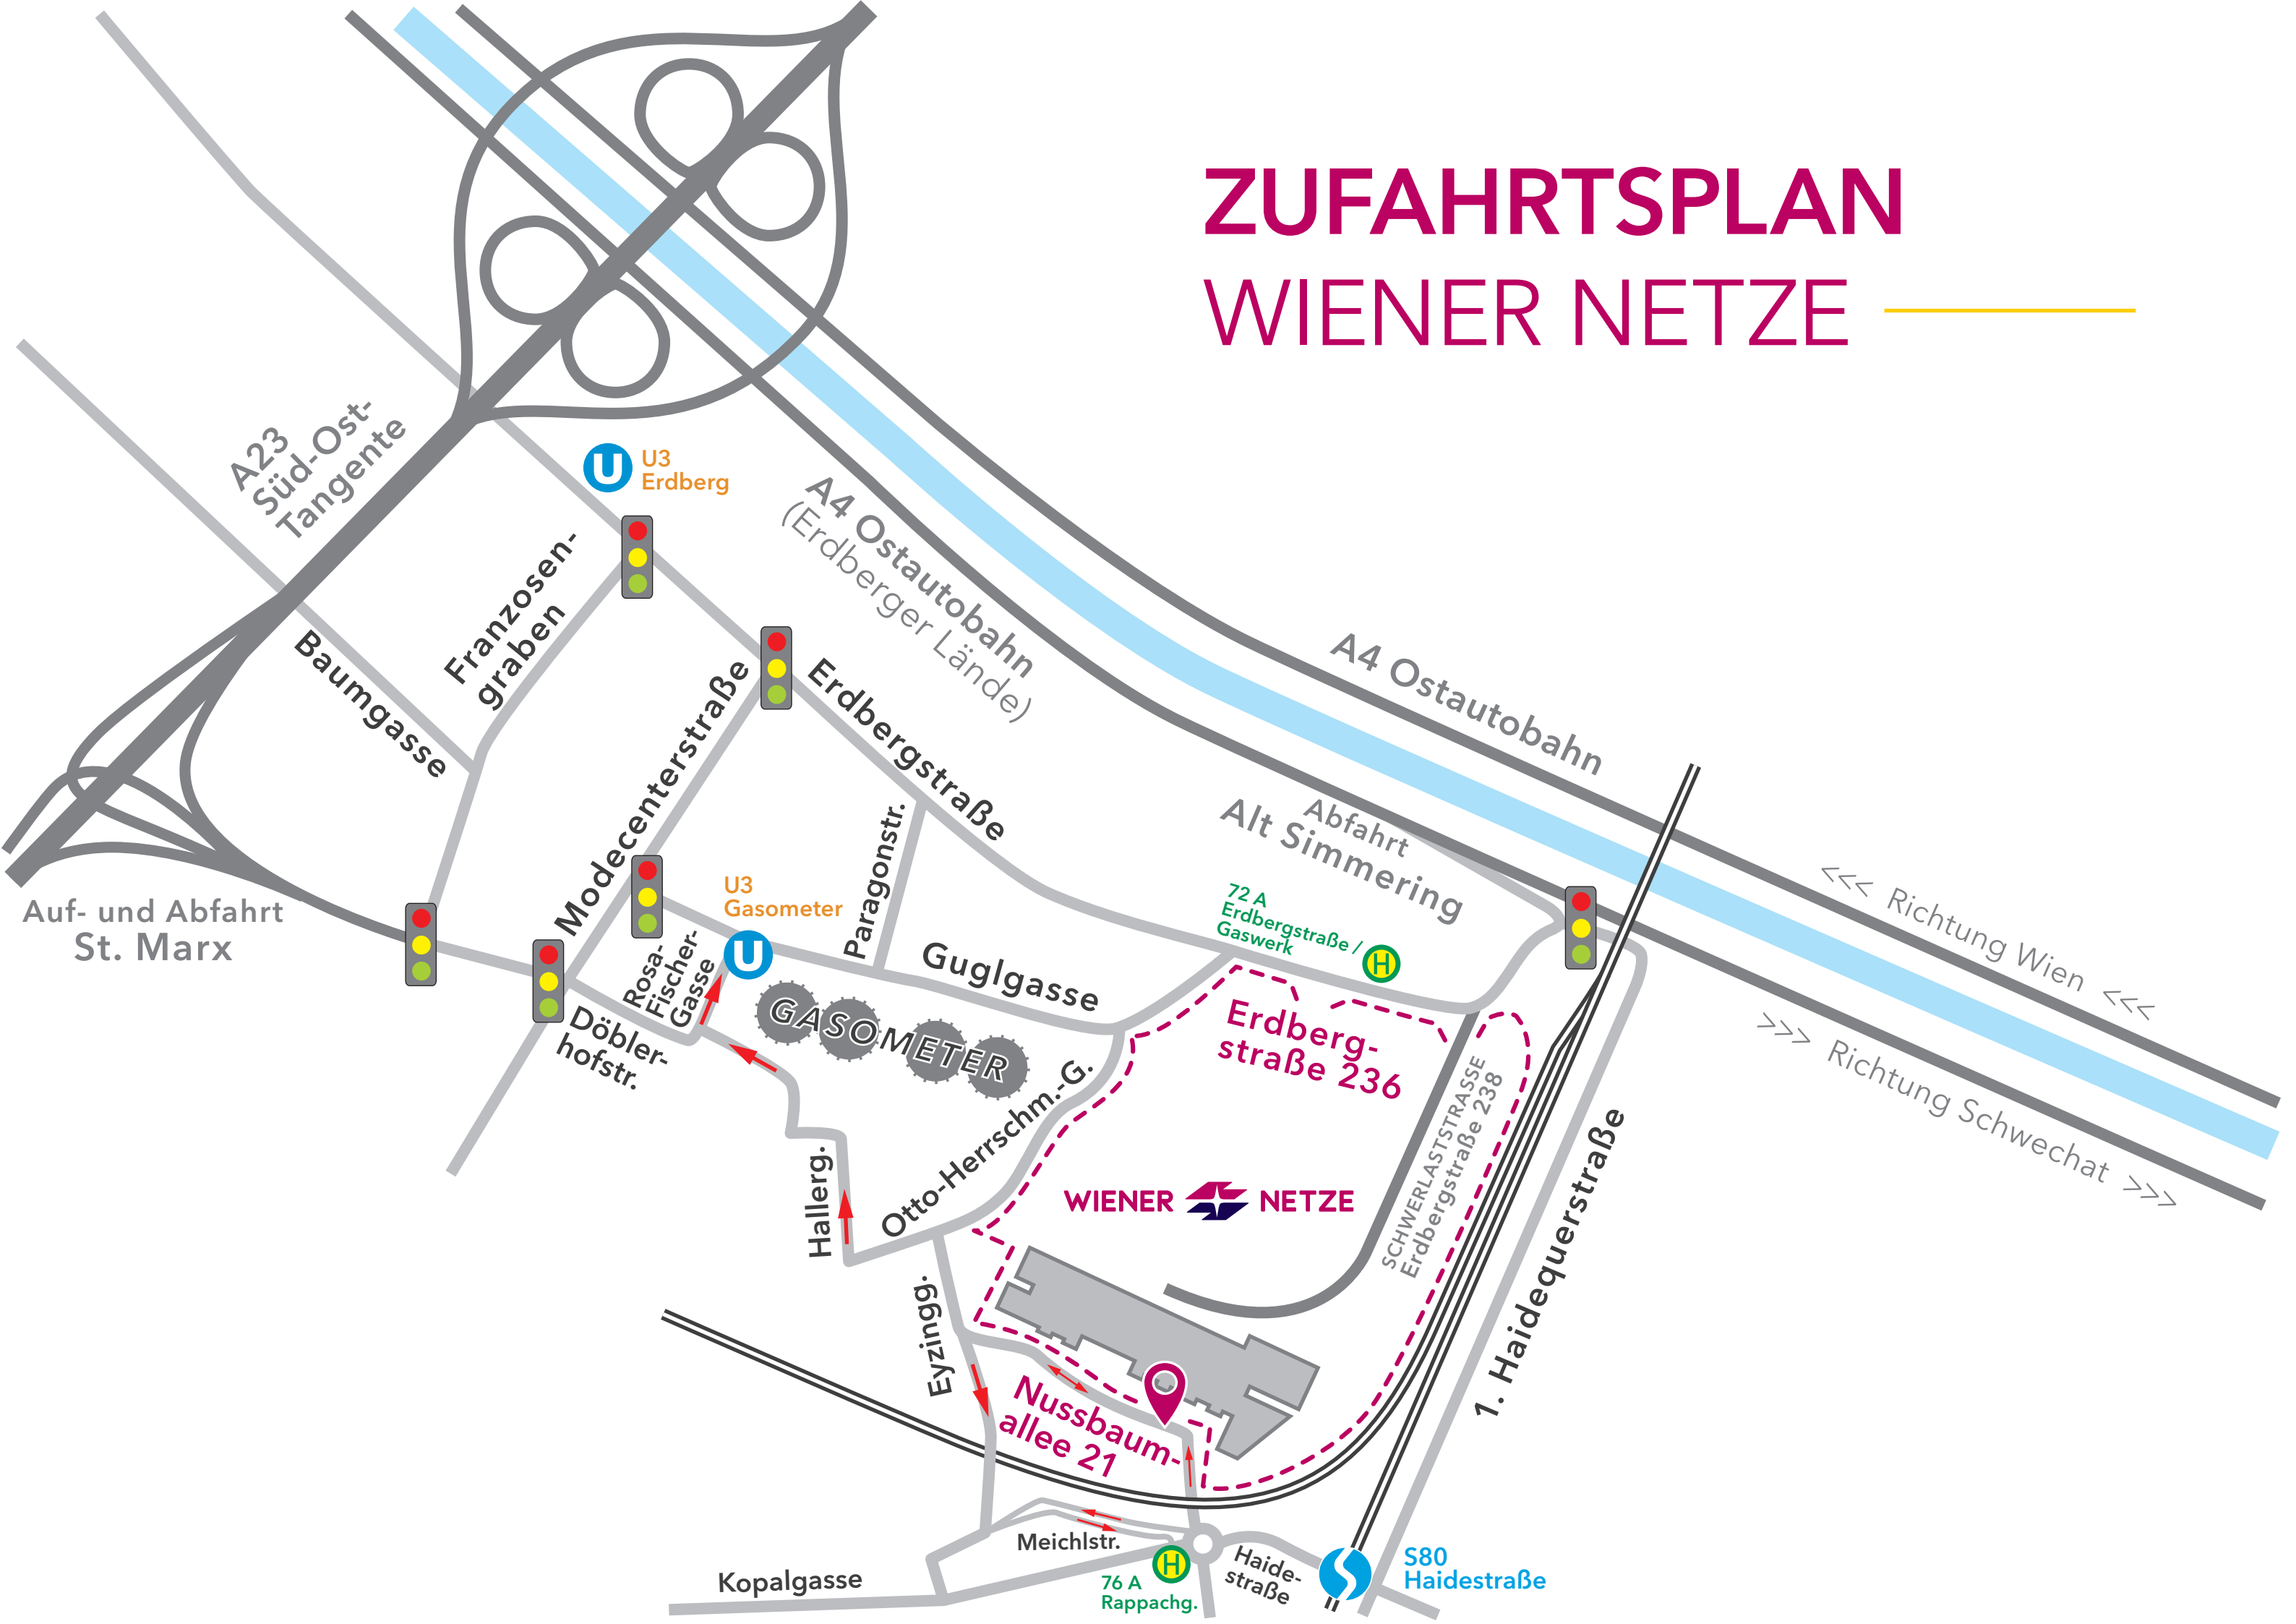 ZUFAHRTSPLAN
WIENER NETZE
A23
Süd-Ost-
Tangente
U
U3
Erdberg
A4 Ostautobahn
(Erdberger Lände)
Franzosen-
graben
Baumgasse
Modecenterstraße
Erdbergstraße
A4 Ostautobahn
Abfahrt
Alt Simmering
<<< Richtung Wien <<<
>>> Richtung Schwechat >>>
Auf- und Abfahrt
St. Marx
U3
Gasometer
U
Paragonstr.
Guglgasse
72 A
Erdbergstraße /
Gaswerk
H
Rosa-
Fischer-
Gasse
Döbler-
hofstr.
GASOMETER
Erdberg-
straße 236
SCHWERLASTSTRASSE
Erdbergstraße 238
Otto-Herrschm.-G.
Hallerg.
WIENER NETZE
1. Haidequerstraße
Eyzingg.
Nussbaum-
allee 21
Meichlstr.
Kopalgasse
H
76 A
Rappachg.
Haide-
straße
S80
Haidestraße